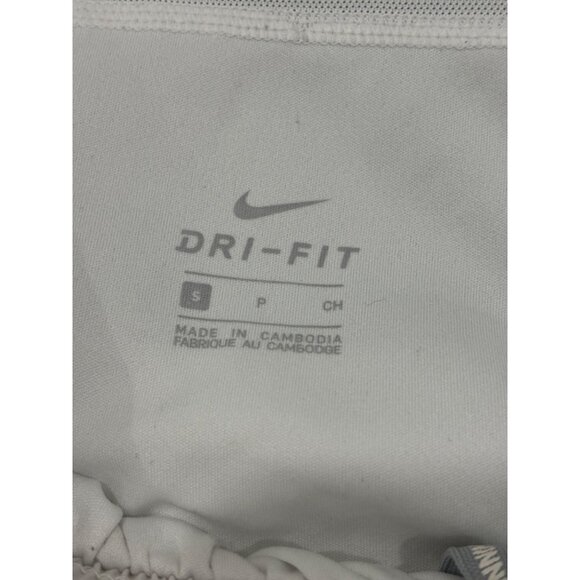 DRI-FIT
S P CH
MADE IN CAMBODIA
FABRIQUE AU CAMBODGE